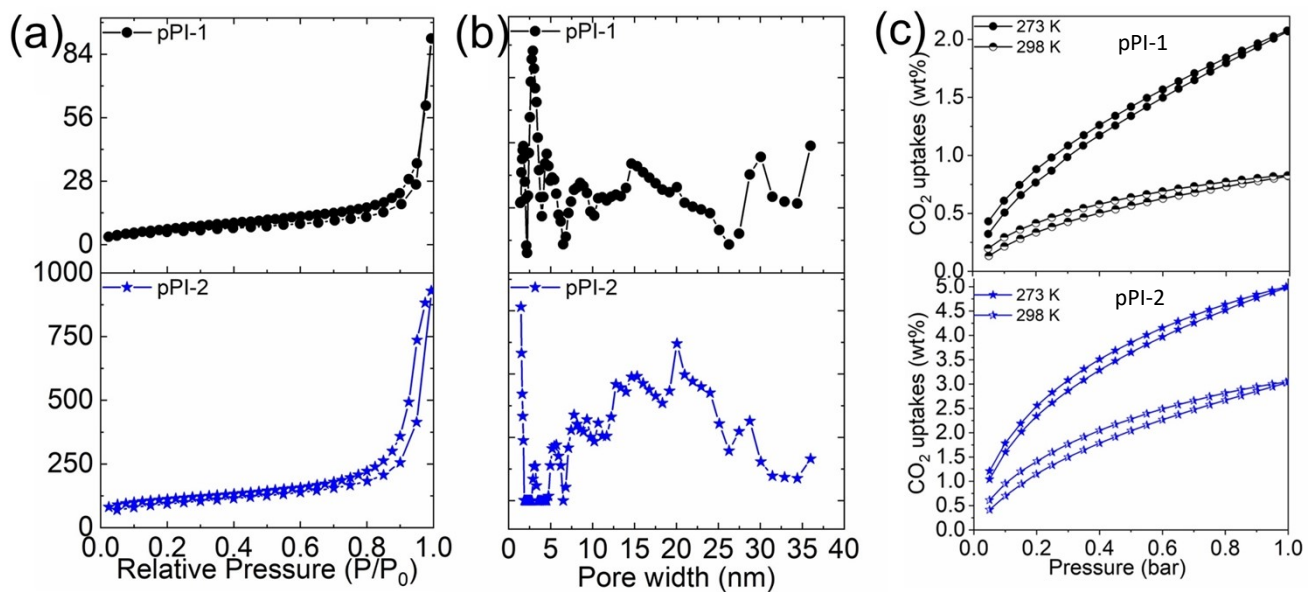 (a)
pPI-1
84
56
28
0
pPI-2
1000
750
500
250
0
0.0 0.2 0.4 0.6 0.8 1.0
Relative Pressure (P/P₀)
(b)
pPI-1
pPI-2
0 5 10 15 20 25 30 35 40
Pore width (nm)
(c)
273 K
298 K
pPI-1
CO₂ uptakes (wt%)
2.0
1.5
1.0
0.5
0.0
273 K
298 K
pPI-2
CO₂ uptakes (wt%)
5.0
4.5
4.0
3.5
3.0
2.5
2.0
1.5
1.0
0.5
0.0
0.2 0.4 0.6 0.8 1.0
Pressure (bar)